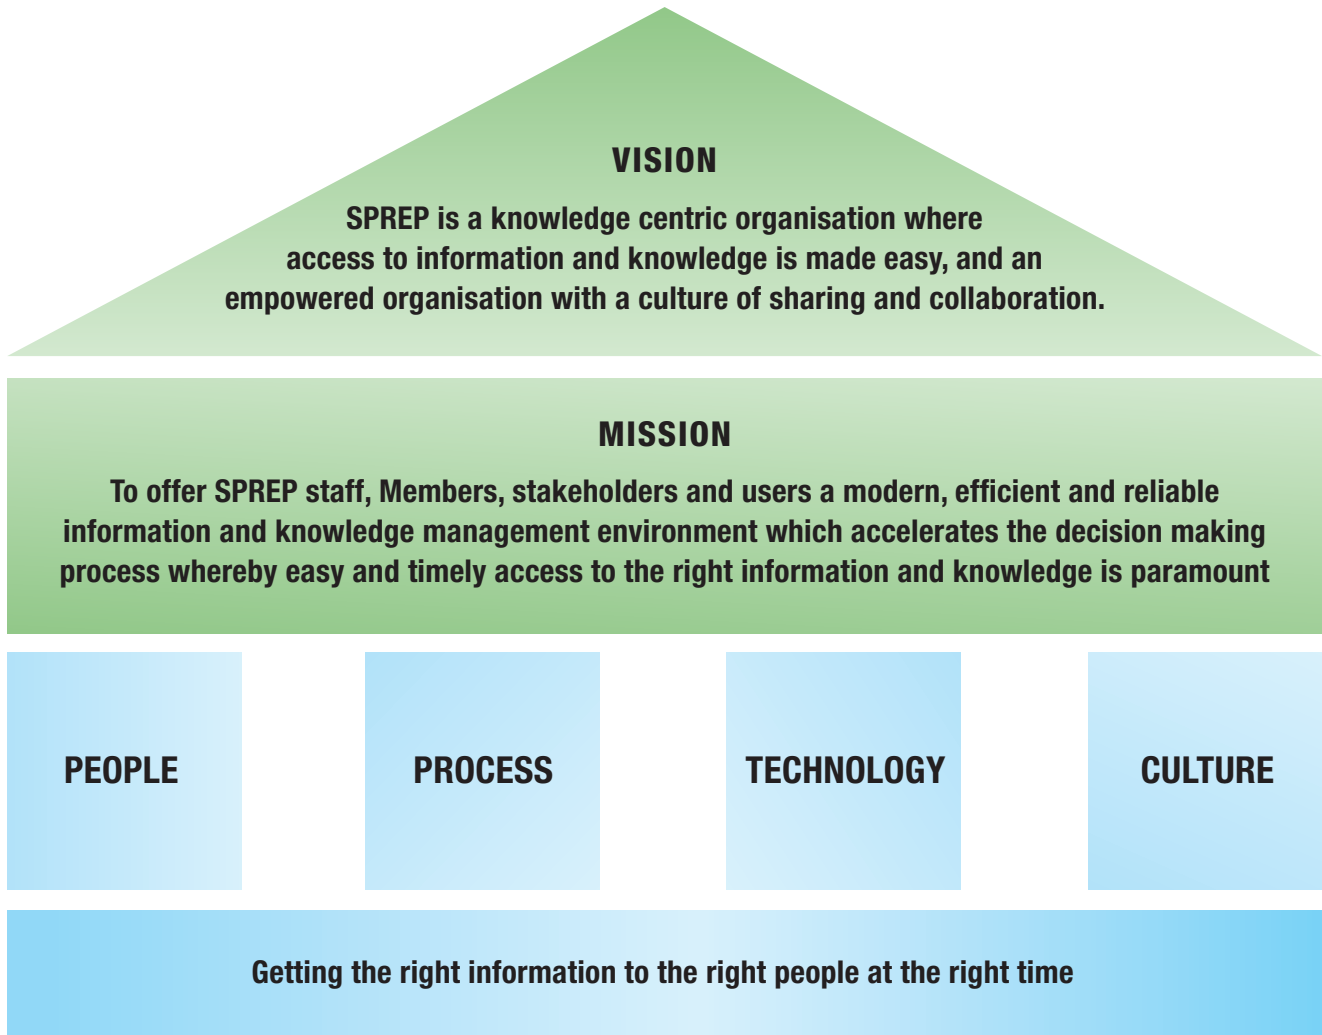 VISION
SPREP is a knowledge centric organisation where
access to information and knowledge is made easy, and an
empowered organisation with a culture of sharing and collaboration.
MISSION
To offer SPREP staff, Members, stakeholders and users a modern, efficient and reliable
information and knowledge management environment which accelerates the decision making
process whereby easy and timely access to the right information and knowledge is paramount
PEOPLE
PROCESS
TECHNOLOGY
CULTURE
Getting the right information to the right people at the right time